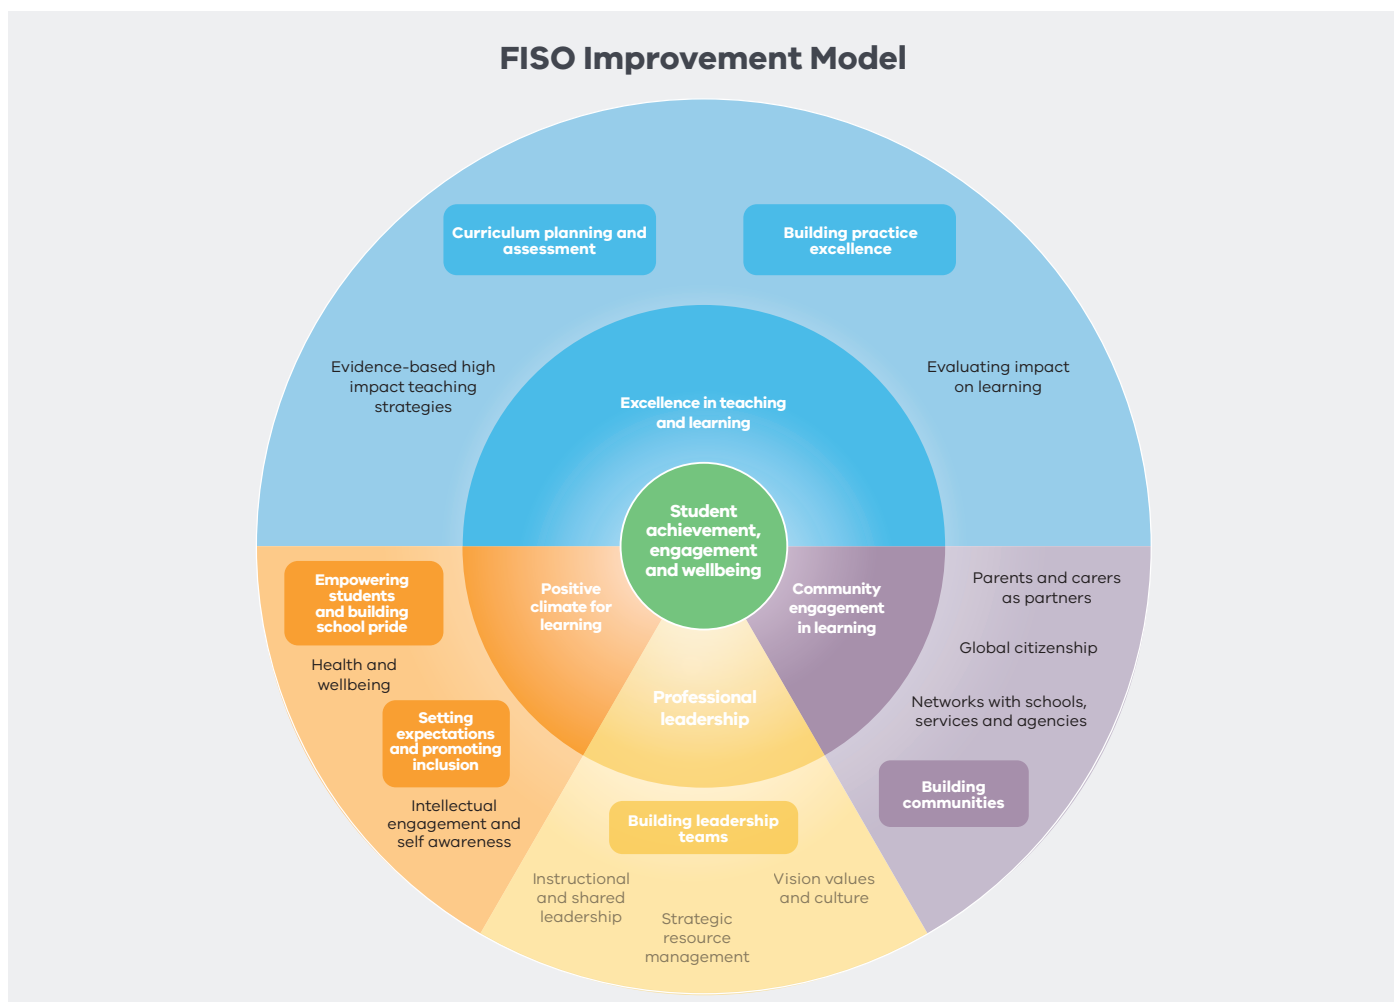 FISO Improvement Model
Curriculum planning and
assessment
Building practice
excellence
Evidence-based high
impact teaching
strategies
Evaluating impact
on learning
Excellence in teaching
and learning
Student
achievement,
engagement
and wellbeing
Positive
climate for
learning
Community
engagement
in learning
Professional
leadership
Empowering
students
and building
school pride
Health and
wellbeing
Setting
expectations
and promoting
inclusion
Intellectual
engagement and
self awareness
Parents and carers
as partners
Global citizenship
Networks with schools,
services and agencies
Building
communities
Building leadership
teams
Instructional
and shared
leadership
Strategic
resource
management
Vision values
and culture